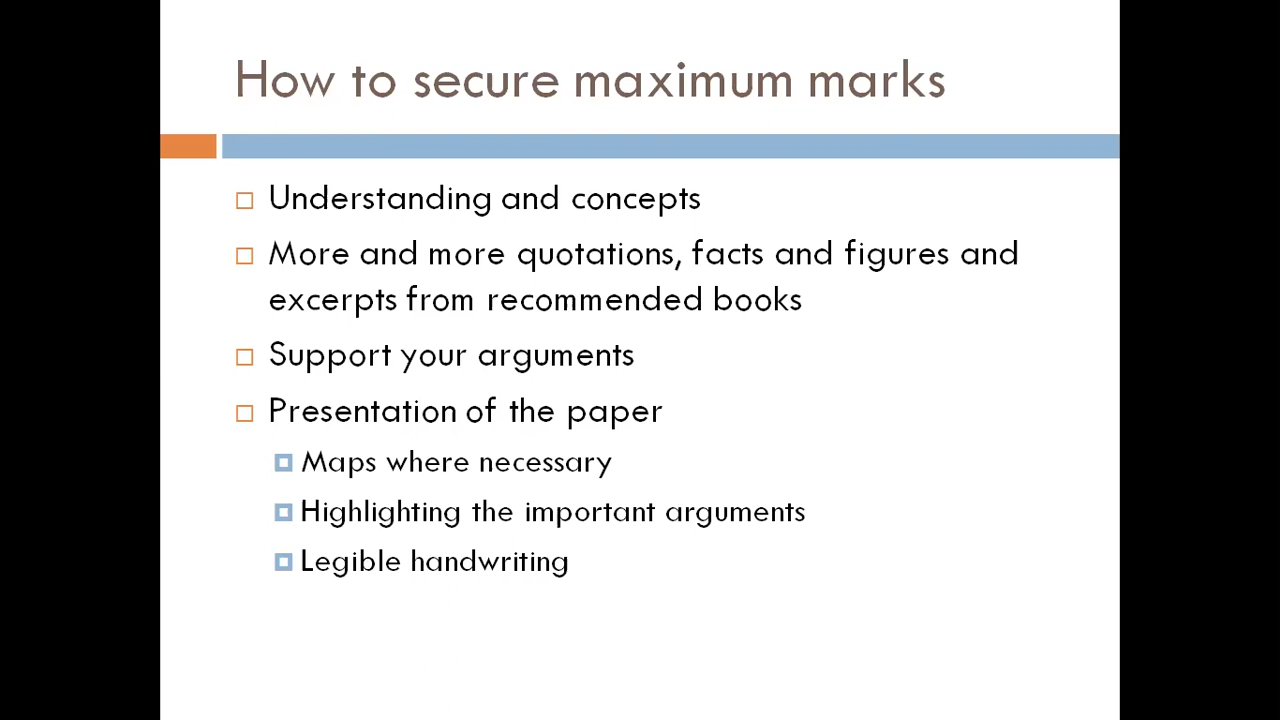 How to secure maximum marks
Understanding and concepts
More and more quotations, facts and figures and
excerpts from recommended books
Support your arguments
Presentation of the paper
Maps where necessary
Highlighting the important arguments
Legible handwriting